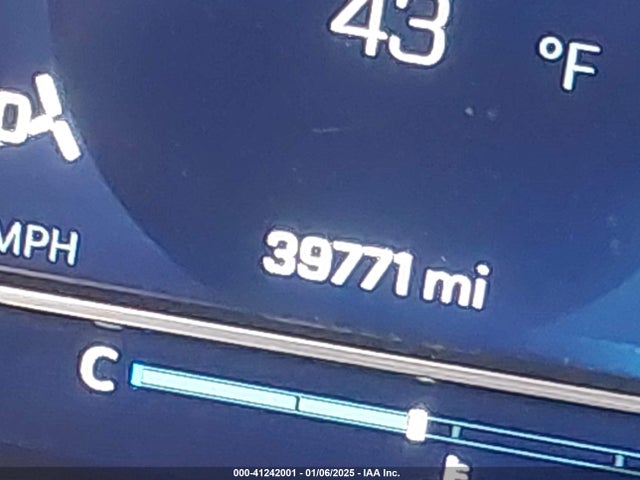 43 °F
MPH
39771 mi
C
000-41242001 - 01/06/2025 - IAA Inc.